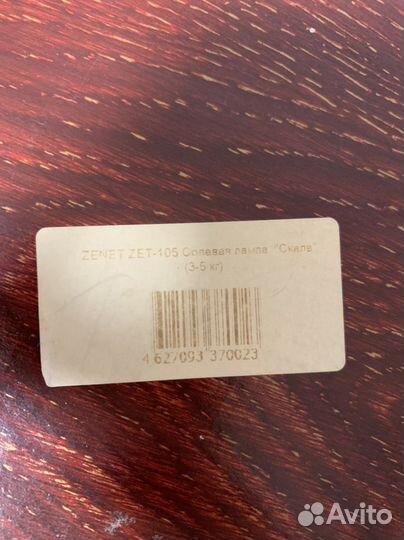 ZENET ZET-105 Солевая лампа "Скала"
(3-5 кг)
4 627093 370023
Avito